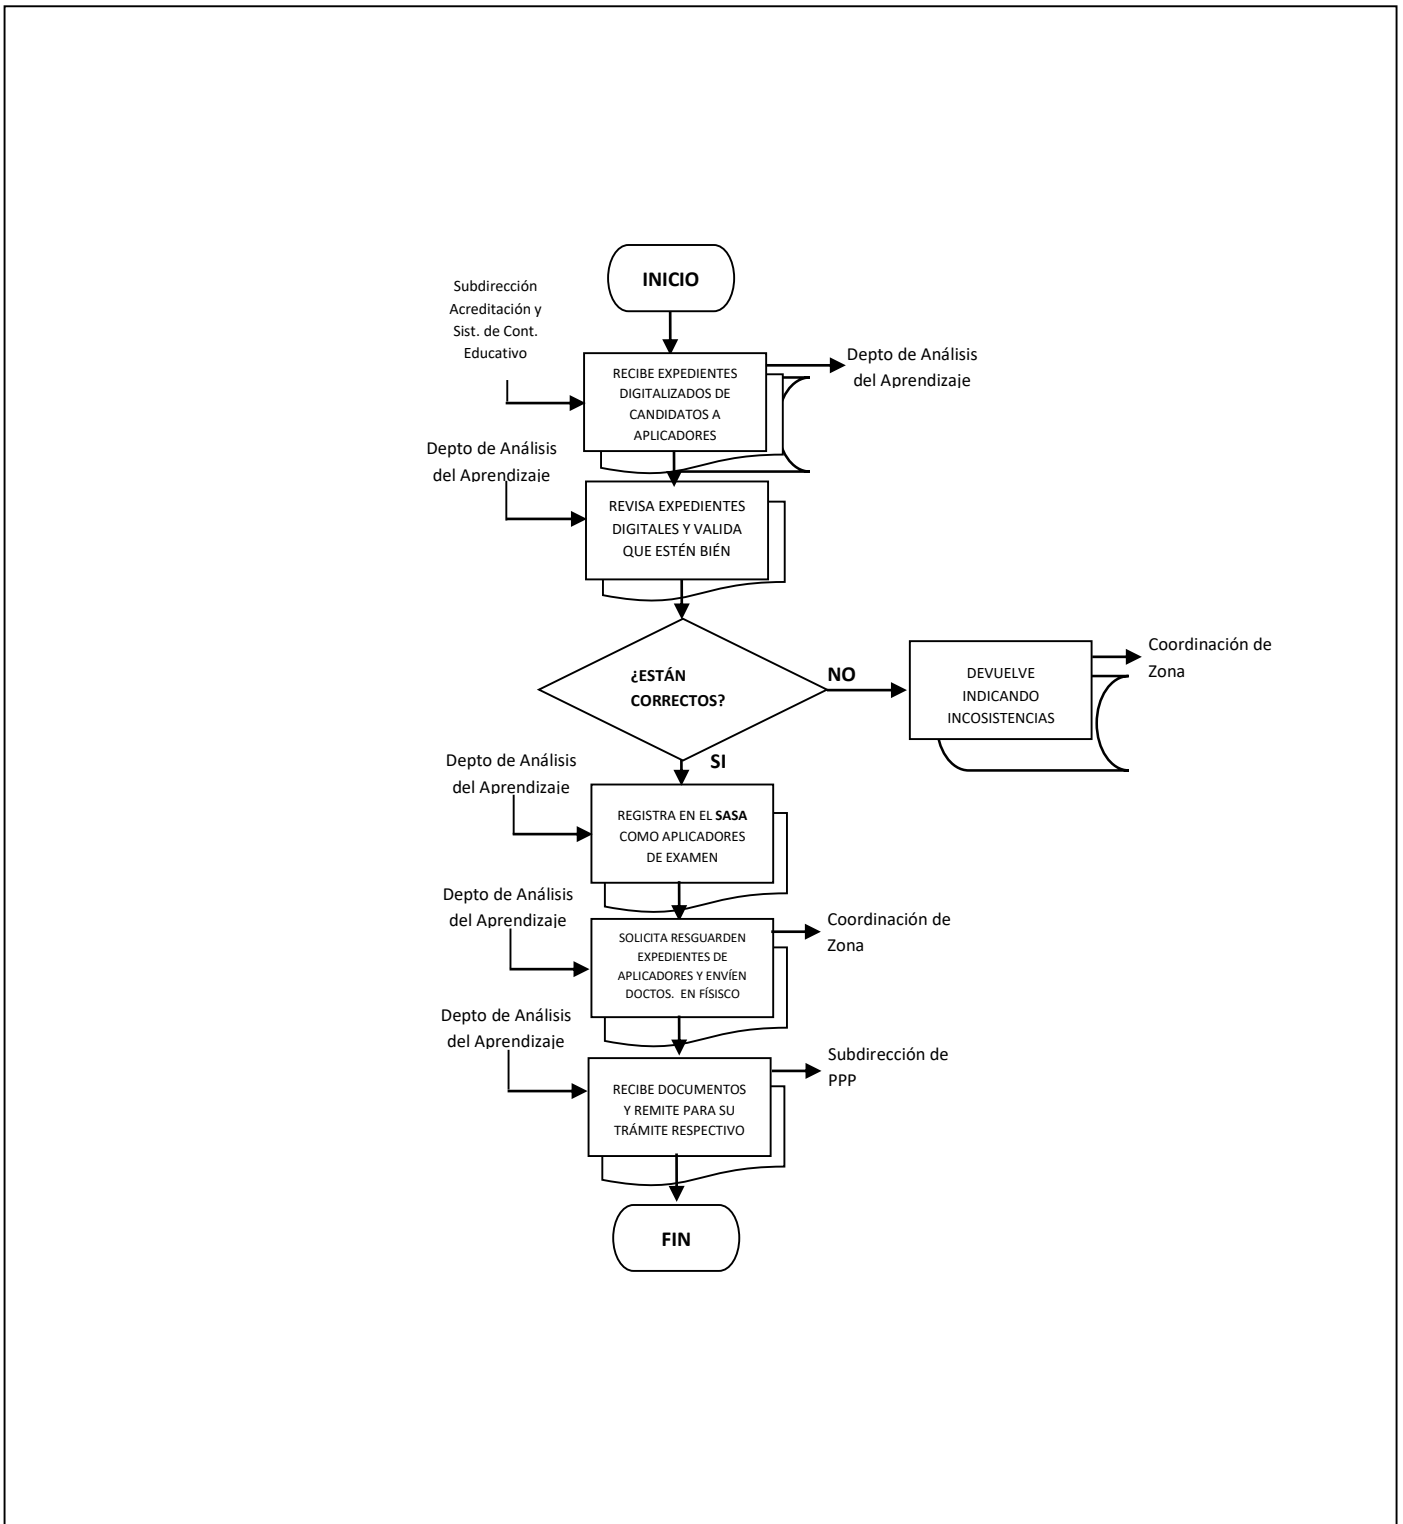 INICIO
Subdirección
Acreditación y
Sist. de Cont.
Educativo
RECIBE EXPEDIENTES
DIGITALIZADOS DE
CANDIDATOS A
APLICADORES
Depto de Análisis
del Aprendizaje
Depto de Análisis
del Aprendizaje
REVISA EXPEDIENTES
DIGITALES Y VALIDA
QUE ESTÉN BIÉN
¿ESTÁN
CORRECTOS?
NO
DEVUELVE
INDICANDO
INCOSISTENCIAS
Coordinación de
Zona
SI
Depto de Análisis
del Aprendizaje
REGISTRA EN EL SASA
COMO APLICADORES
DE EXAMEN
Depto de Análisis
del Aprendizaje
SOLICITA RESGUARDEN
EXPEDIENTES DE
APLICADORES Y ENVÍEN
DOCTOS. EN FÍSISCO
Coordinación de
Zona
Depto de Análisis
del Aprendizaje
RECIBE DOCUMENTOS
Y REMITE PARA SU
TRÁMITE RESPECTIVO
Subdirección de
PPP
FIN